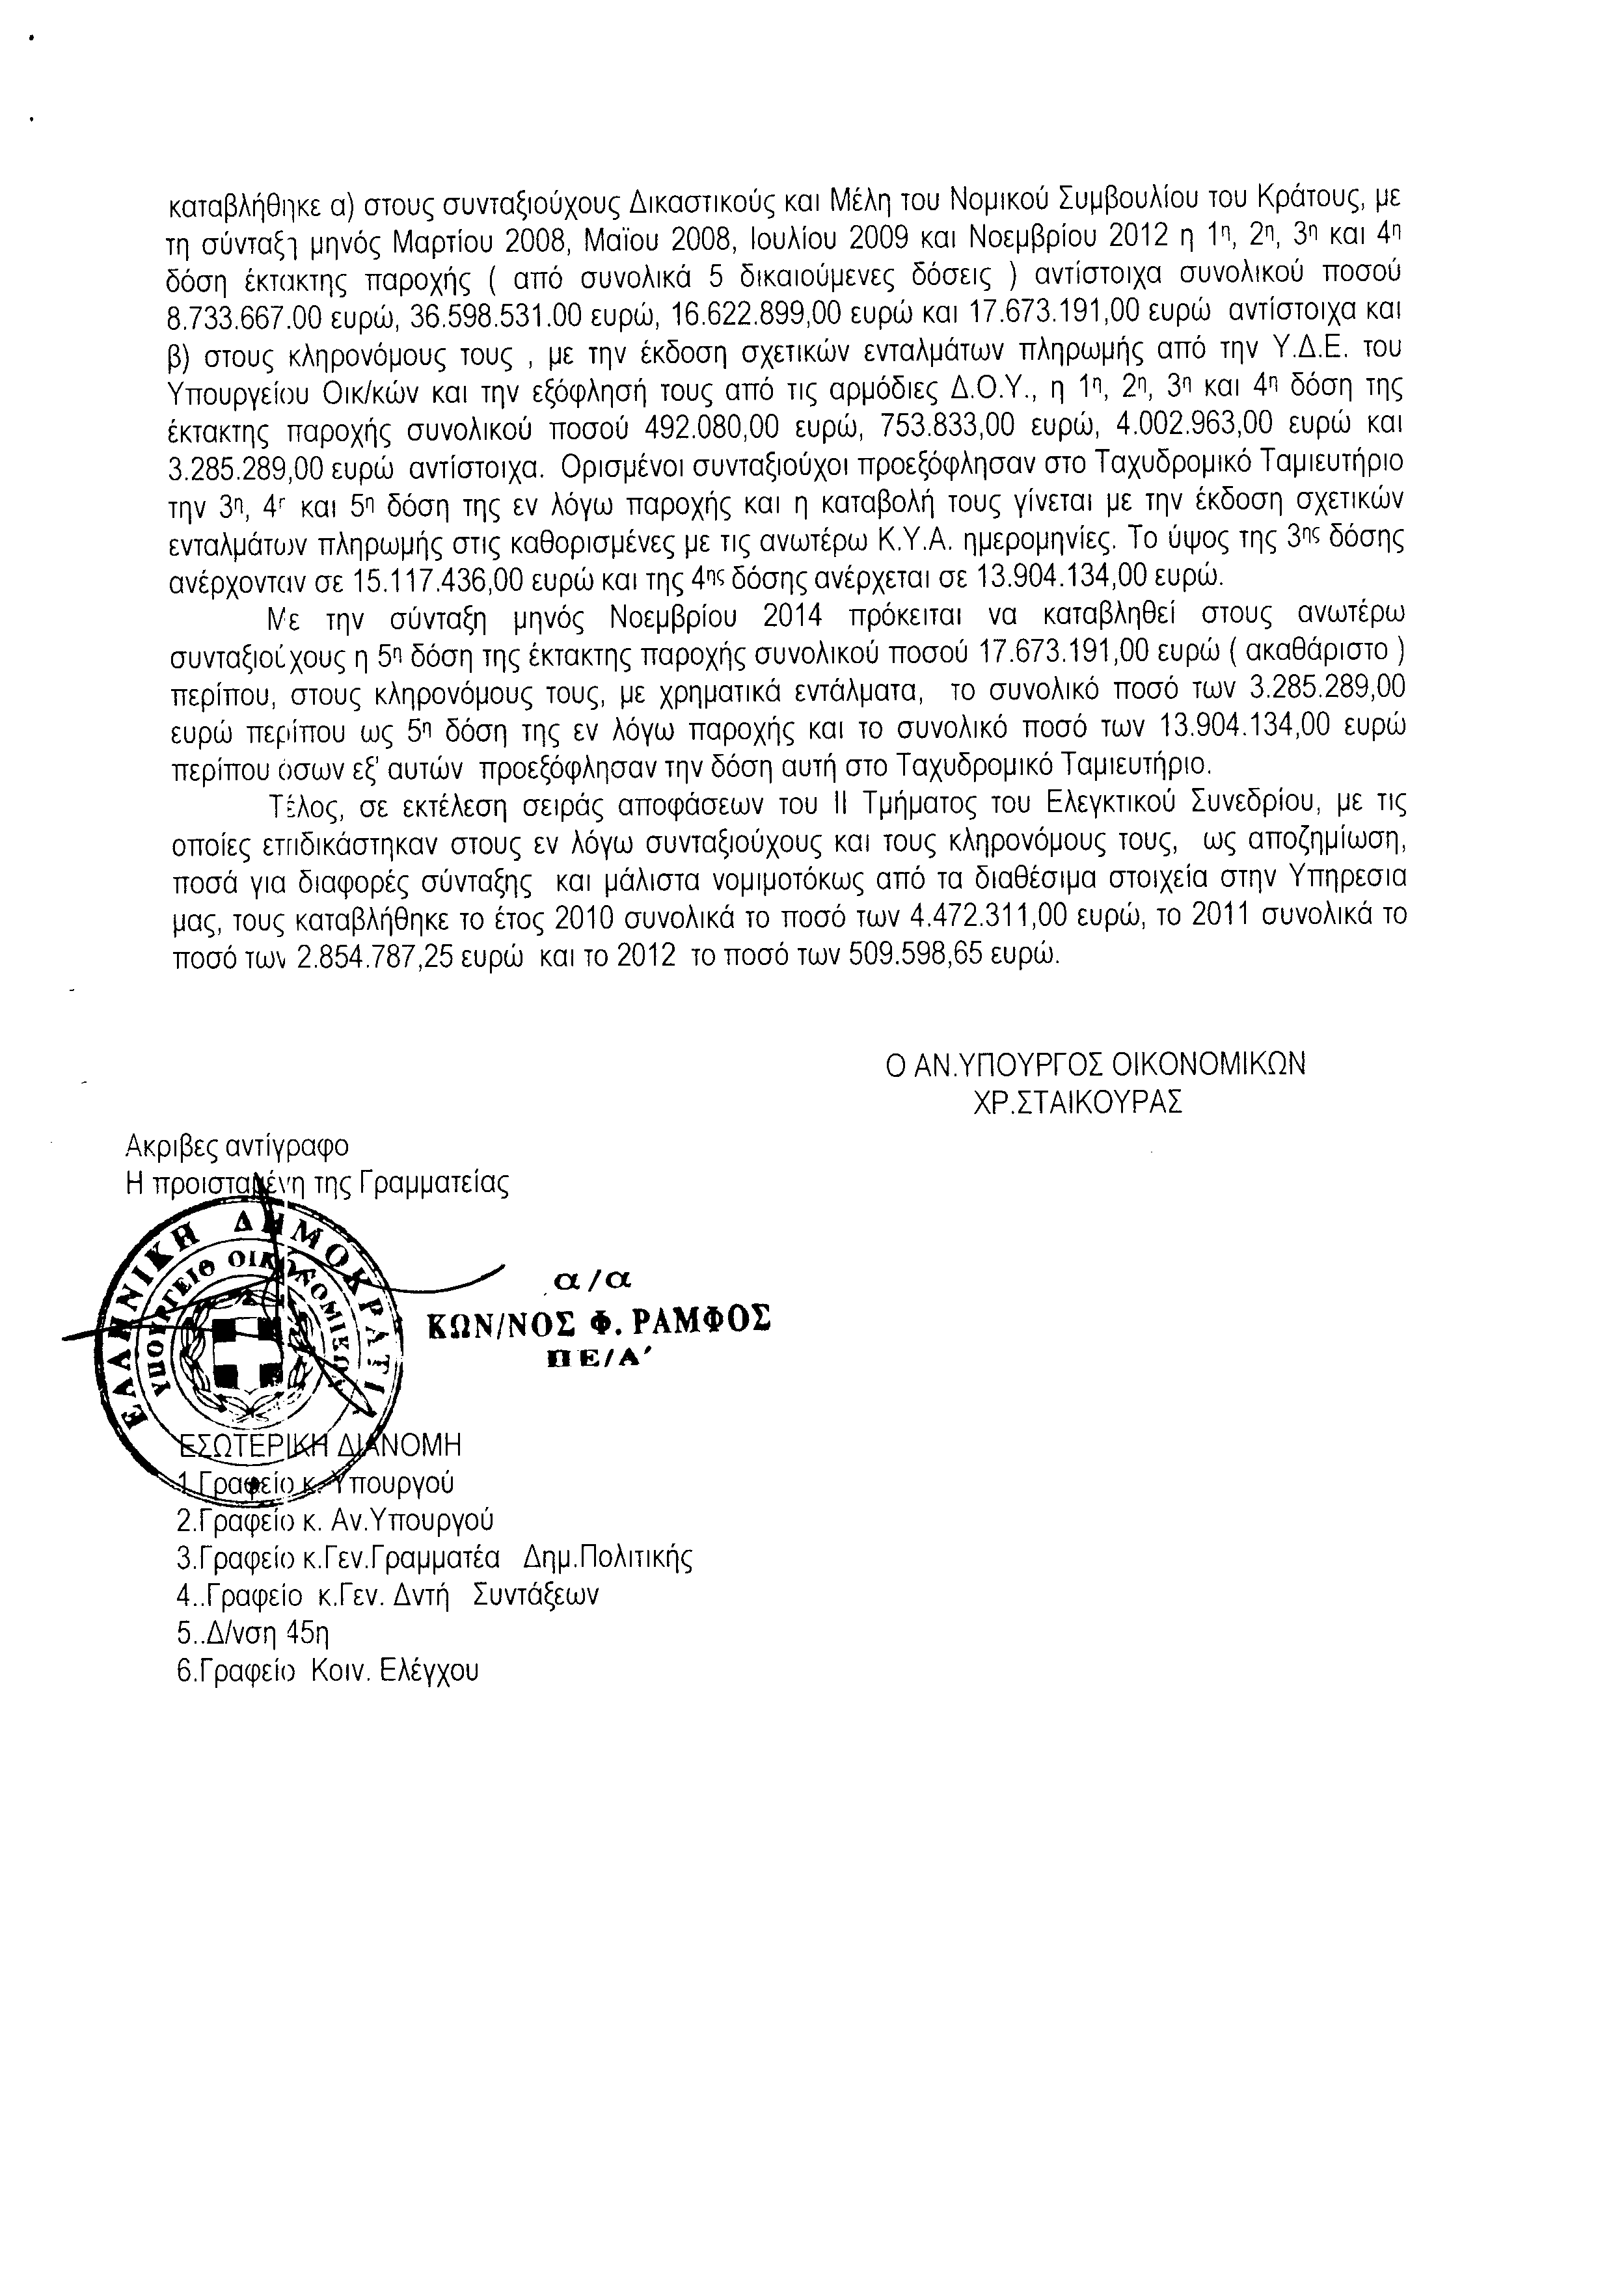 καταβλήθηκε α) στους συνταξιούχους Δικαστικούς και Μέλη του Νομικού Συμβουλίου του Κράτους, με
τη σύνταξη μηνός Μαρτίου 2008, Μαΐου 2008, Ιουλίου 2009 και Νοεμβρίου 2012 η 1η, 2η, 3η και 4η
δόση έκτακτης παροχής ( από συνολικά 5 δικαιούμενες δόσεις ) αντίστοιχα συνολικού ποσού
8.733.667.00 ευρώ, 36.598.531.00 ευρώ, 16.622.899,00 ευρώ και 17.673.191,00 ευρώ αντίστοιχα και
β) στους κληρονόμους τους , με την έκδοση σχετικών ενταλμάτων πληρωμής από την Υ.Δ.Ε. του
Υπουργείου Οικ/κών και την εξόφλησή τους από τις αρμόδιες Δ.Ο.Υ., η 1η, 2η, 3η και 4η δόση της
έκτακτης παροχής συνολικού ποσού 492.080,00 ευρώ, 753.833,00 ευρώ, 4.002.963,00 ευρώ και
3.285.289,00 ευρώ αντίστοιχα. Ορισμένοι συνταξιούχοι προεξόφλησαν στο Ταχυδρομικό Ταμιευτήριο
την 3η, 4η και 5η δόση της εν λόγω παροχής και η καταβολή τους γίνεται με την έκδοση σχετικών
ενταλμάτων πληρωμής στις καθορισμένες με τις ανωτέρω Κ.Υ.Α. ημερομηνίες. Το ύψος της 3ης δόσης
ανέρχονταν σε 15.117.436,00 ευρώ και της 4ης δόσης ανέρχεται σε 13.904.134,00 ευρώ.
Με την σύνταξη μηνός Νοεμβρίου 2014 πρόκειται να καταβληθεί στους ανωτέρω
συνταξιούχους η 5η δόση της έκτακτης παροχής συνολικού ποσού 17.673.191,00 ευρώ ( ακαθάριστο )
περίπου, στους κληρονόμους τους, με χρηματικά εντάλματα, το συνολικό ποσό των 3.285.289,00
ευρώ περίπου ως 5η δόση της εν λόγω παροχής και το συνολικό ποσό των 13.904.134,00 ευρώ
περίπου όσων εξ' αυτών προεξόφλησαν την δόση αυτή στο Ταχυδρομικό Ταμιευτήριο.
Τέλος, σε εκτέλεση σειράς αποφάσεων του ΙΙ Τμήματος του Ελεγκτικού Συνεδρίου, με τις
οποίες επιδικάστηκαν στους εν λόγω συνταξιούχους και τους κληρονόμους τους, ως αποζημίωση,
ποσά για διαφορές σύνταξης και μάλιστα νομιμοτόκως από τα διαθέσιμα στοιχεία στην Υπηρεσια
μας, τους καταβλήθηκε το έτος 2010 συνολικά το ποσό των 4.472.311,00 ευρώ, το 2011 συνολικά το
ποσό των 2.854.787,25 ευρώ και το 2012 το ποσό των 509.598,65 ευρώ.
Ο ΑΝ.ΥΠΟΥΡΓΟΣ ΟΙΚΟΝΟΜΙΚΩΝ
ΧΡ.ΣΤΑΙΚΟΥΡΑΣ
Ακριβες αντίγραφο
Η προισταμένη της Γραμματείας
ΕΛΛΗΝΙΚΗ ΔΗΜΟΚΡΑΤΙ
ΥΠΟΥΡΓΕΙΟ ΟΙΚΟΝΟΜΙΚΩΝ
α/α
ΚΩΝ/ΝΟΣ Φ. ΡΑΜΦΟΣ
ΠΕ/Α'
ΕΣΩΤΕΡΙΚΗ ΔΙΑΝΟΜΗ
1.Γραφείο κ. Υπουργού
2.Γραφείο κ. Αν.Υπουργού
3.Γραφείο κ.Γεν.Γραμματέα Δημ.Πολιτικής
4..Γραφείο κ.Γεν. Δντή Συντάξεων
5..Δ/νση 45η
6.Γραφείο Κοιν. Ελέγχου